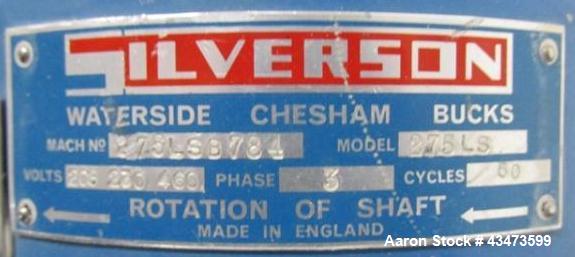 SILVERSON
WATERSIDE CHESHAM BUCKS
MACH Nº 275LSB784 MODEL 275LS
VOLTS 208 230 460 PHASE 3 CYCLES 60
ROTATION OF SHAFT
MADE IN ENGLAND
Aaron Stock # 43473599